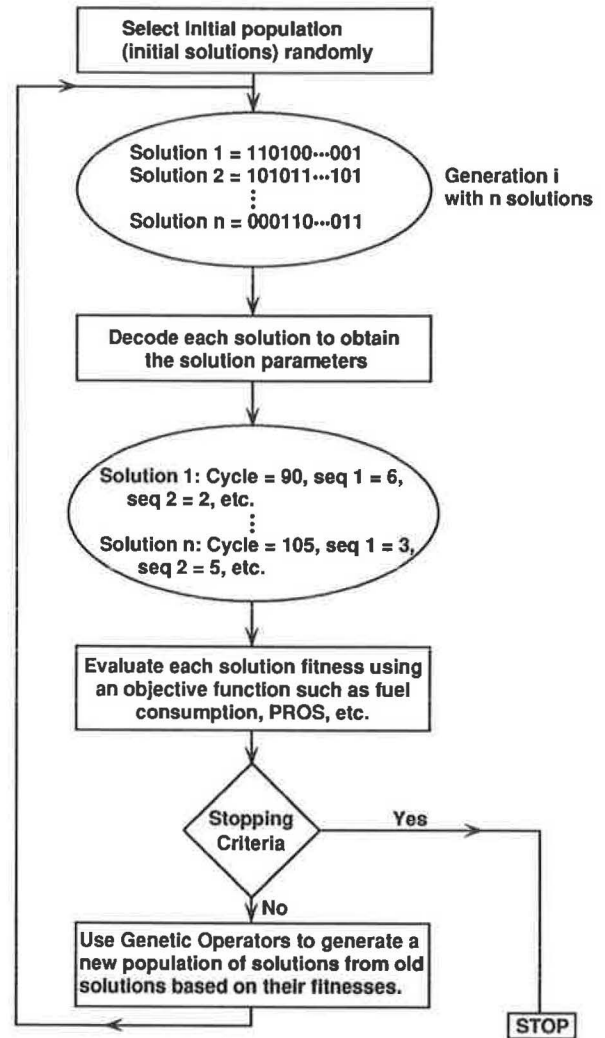 Select Initial population
(initial solutions) randomly
Solution 1 = 110100···001
Solution 2 = 101011···101
⋮
Solution n = 000110···011
Generation i
with n solutions
Decode each solution to obtain
the solution parameters
Solution 1: Cycle = 90, seq 1 = 6,
seq 2 = 2, etc.
⋮
Solution n: Cycle = 105, seq 1 = 3,
seq 2 = 5, etc.
Evaluate each solution fitness using
an objective function such as fuel
consumption, PROS, etc.
Stopping
Criteria
Yes
No
Use Genetic Operators to generate a
new population of solutions from old
solutions based on their fitnesses.
STOP